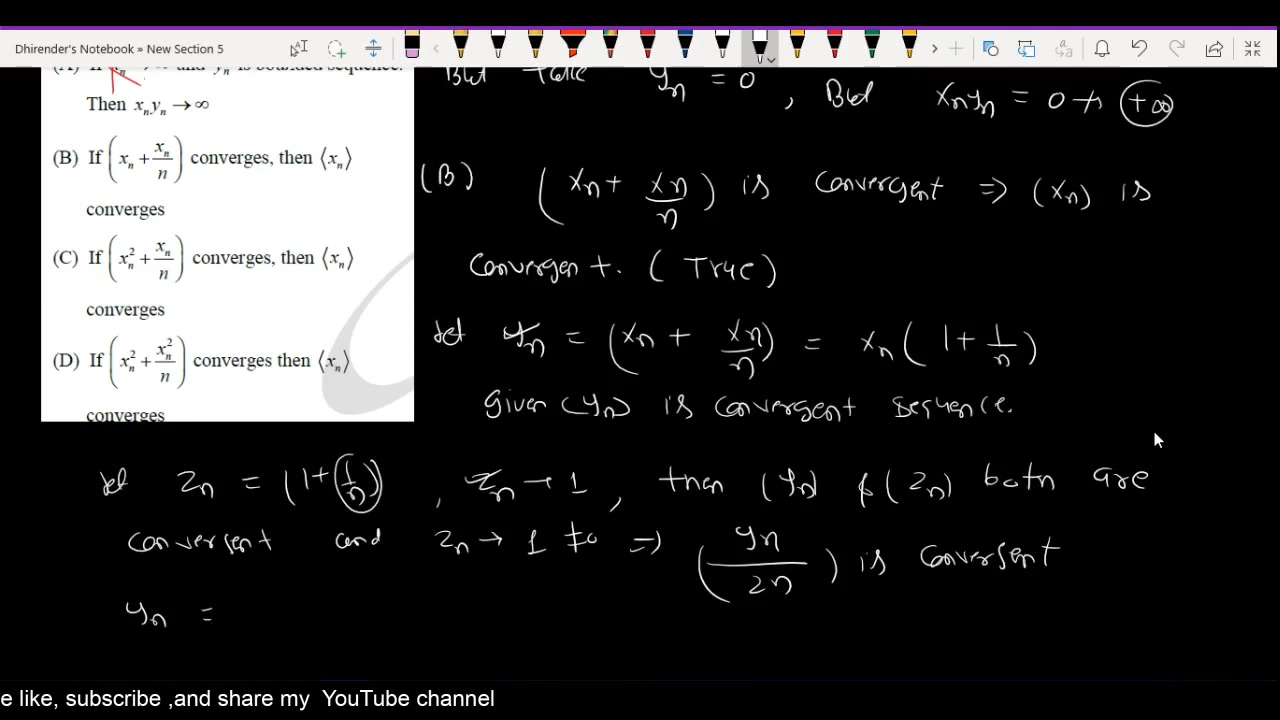 Dhirender's Notebook » New Section 5
Then xₙyₙ → ∞
(B) If (xₙ + xₙ/n) converges, then ⟨xₙ⟩
converges
(C) If (xₙ² + xₙ/n) converges, then ⟨xₙ⟩
converges
(D) If (xₙ² + xₙ²/n) converges then ⟨xₙ⟩
converges
But take yₙ = 0 , But xₙyₙ = 0 ↛ +∞
(B) (xₙ + xₙ/n) is convergent ⇒ (xₙ) is
convergent. (True)
let yₙ = (xₙ + xₙ/n) = xₙ(1 + 1/n)
given (yₙ) is convergent sequence.
let zₙ = (1+(1/n)) , zₙ → 1 , then (yₙ) & (zₙ) both are
convergent and zₙ → 1 ≠0 ⇒ (yₙ/zₙ) is convergent
yₙ =
e like, subscribe ,and share my YouTube channel